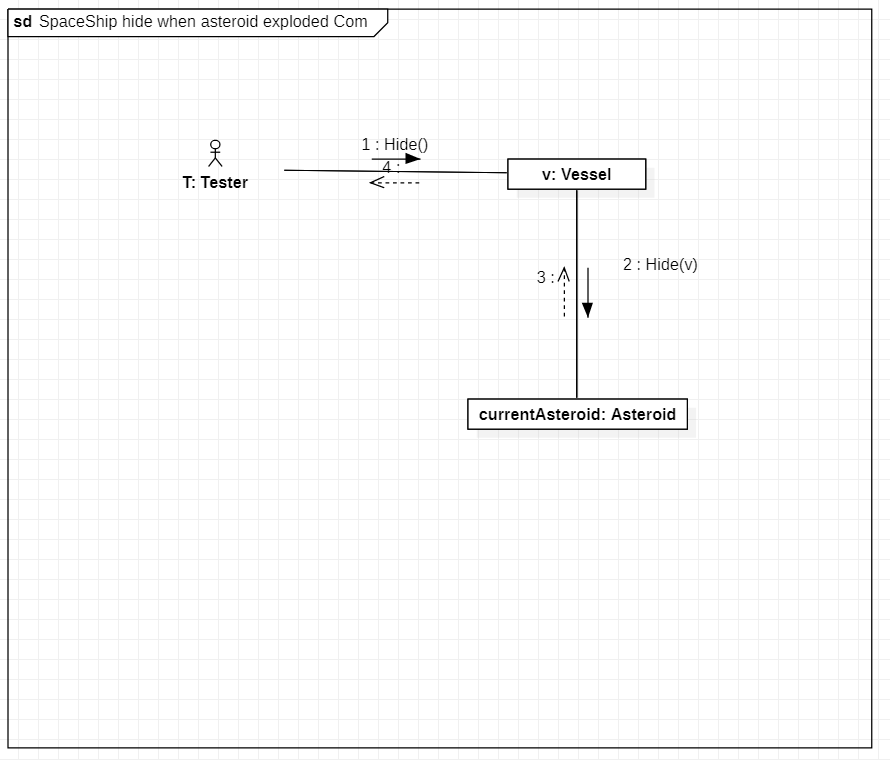 sd SpaceShip hide when asteroid exploded Com
1 : Hide()
4 :
T: Tester
v: Vessel
2 : Hide(v)
3 :
currentAsteroid: Asteroid